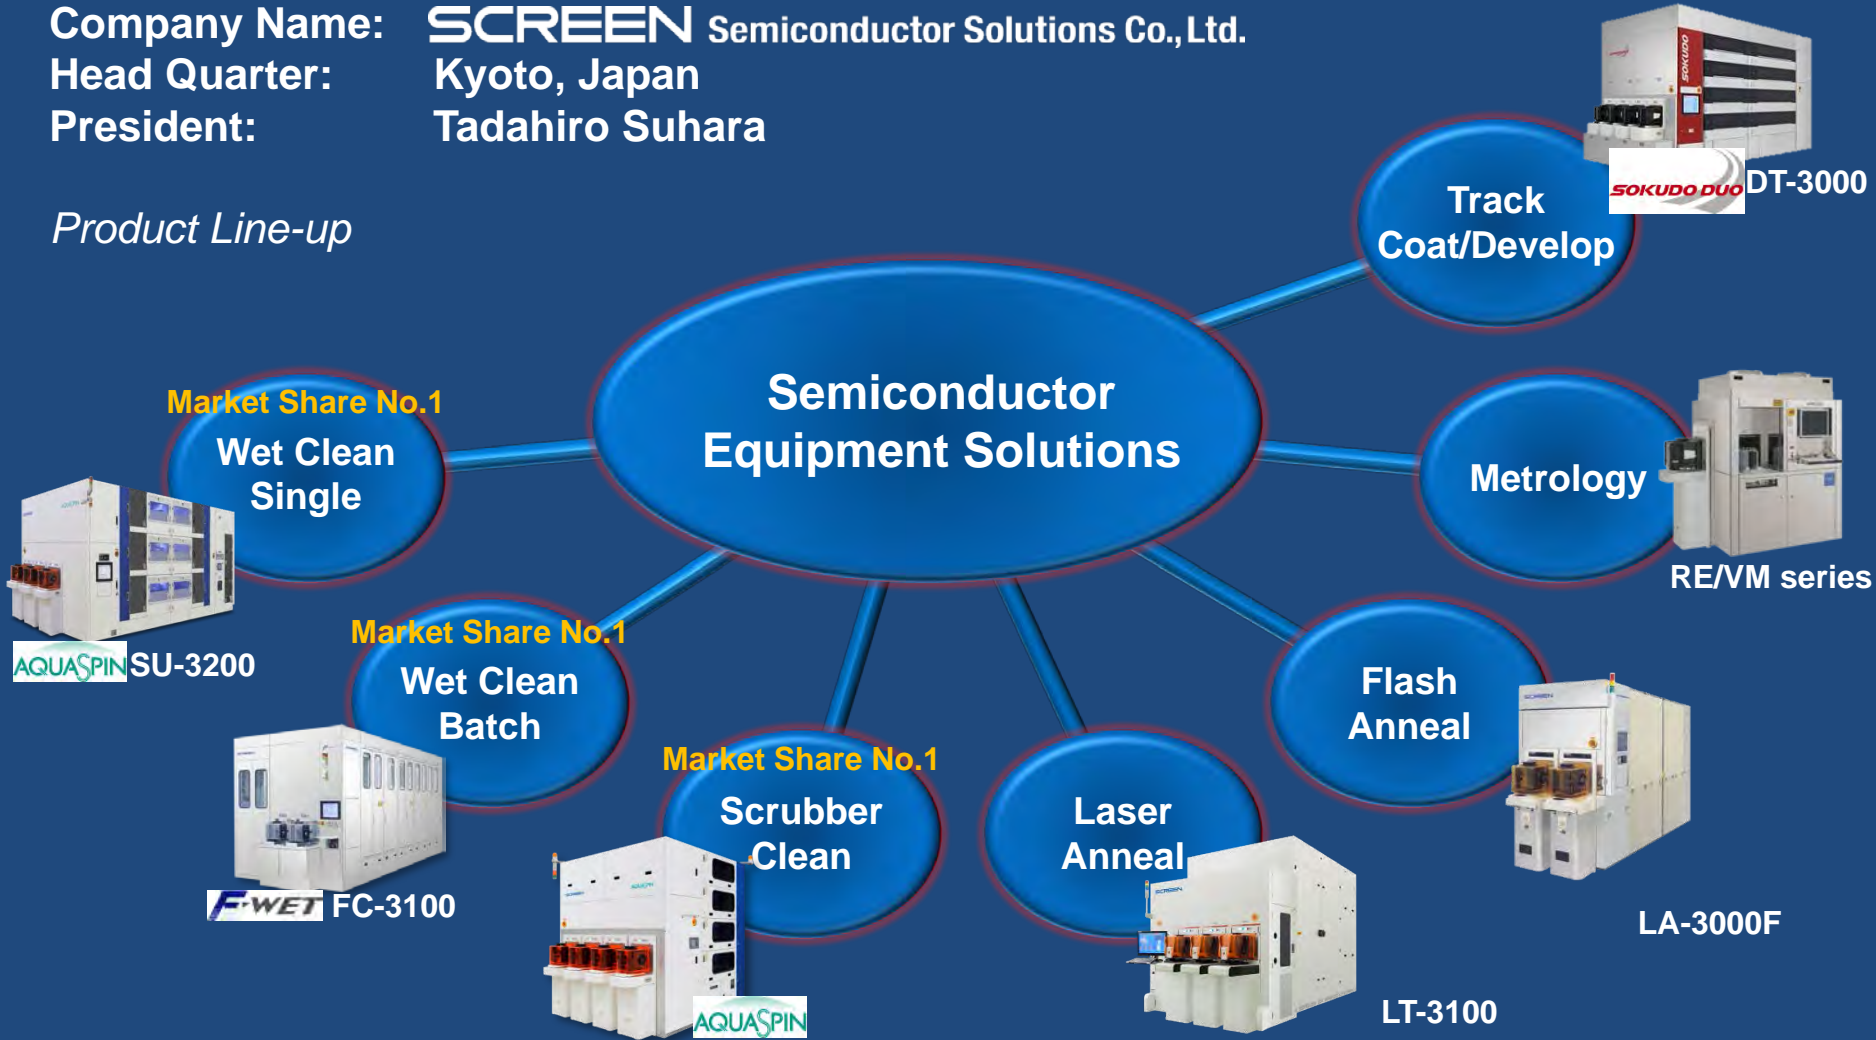 Company Name: SCREEN Semiconductor Solutions Co., Ltd.
Head Quarter: Kyoto, Japan
President: Tadahiro Suhara
Product Line-up
SOKUDO
SOKUDO DUO DT-3000
Track
Coat/Develop
Semiconductor
Equipment Solutions
Market Share No.1
Wet Clean
Single
AQUASPIN SU-3200
Metrology
RE/VM series
Market Share No.1
Wet Clean
Batch
F-WET FC-3100
Flash
Anneal
SCREEN
LA-3000F
Market Share No.1
Scrubber
Clean
AQUASPIN
Laser
Anneal
SCREEN
LT-3100